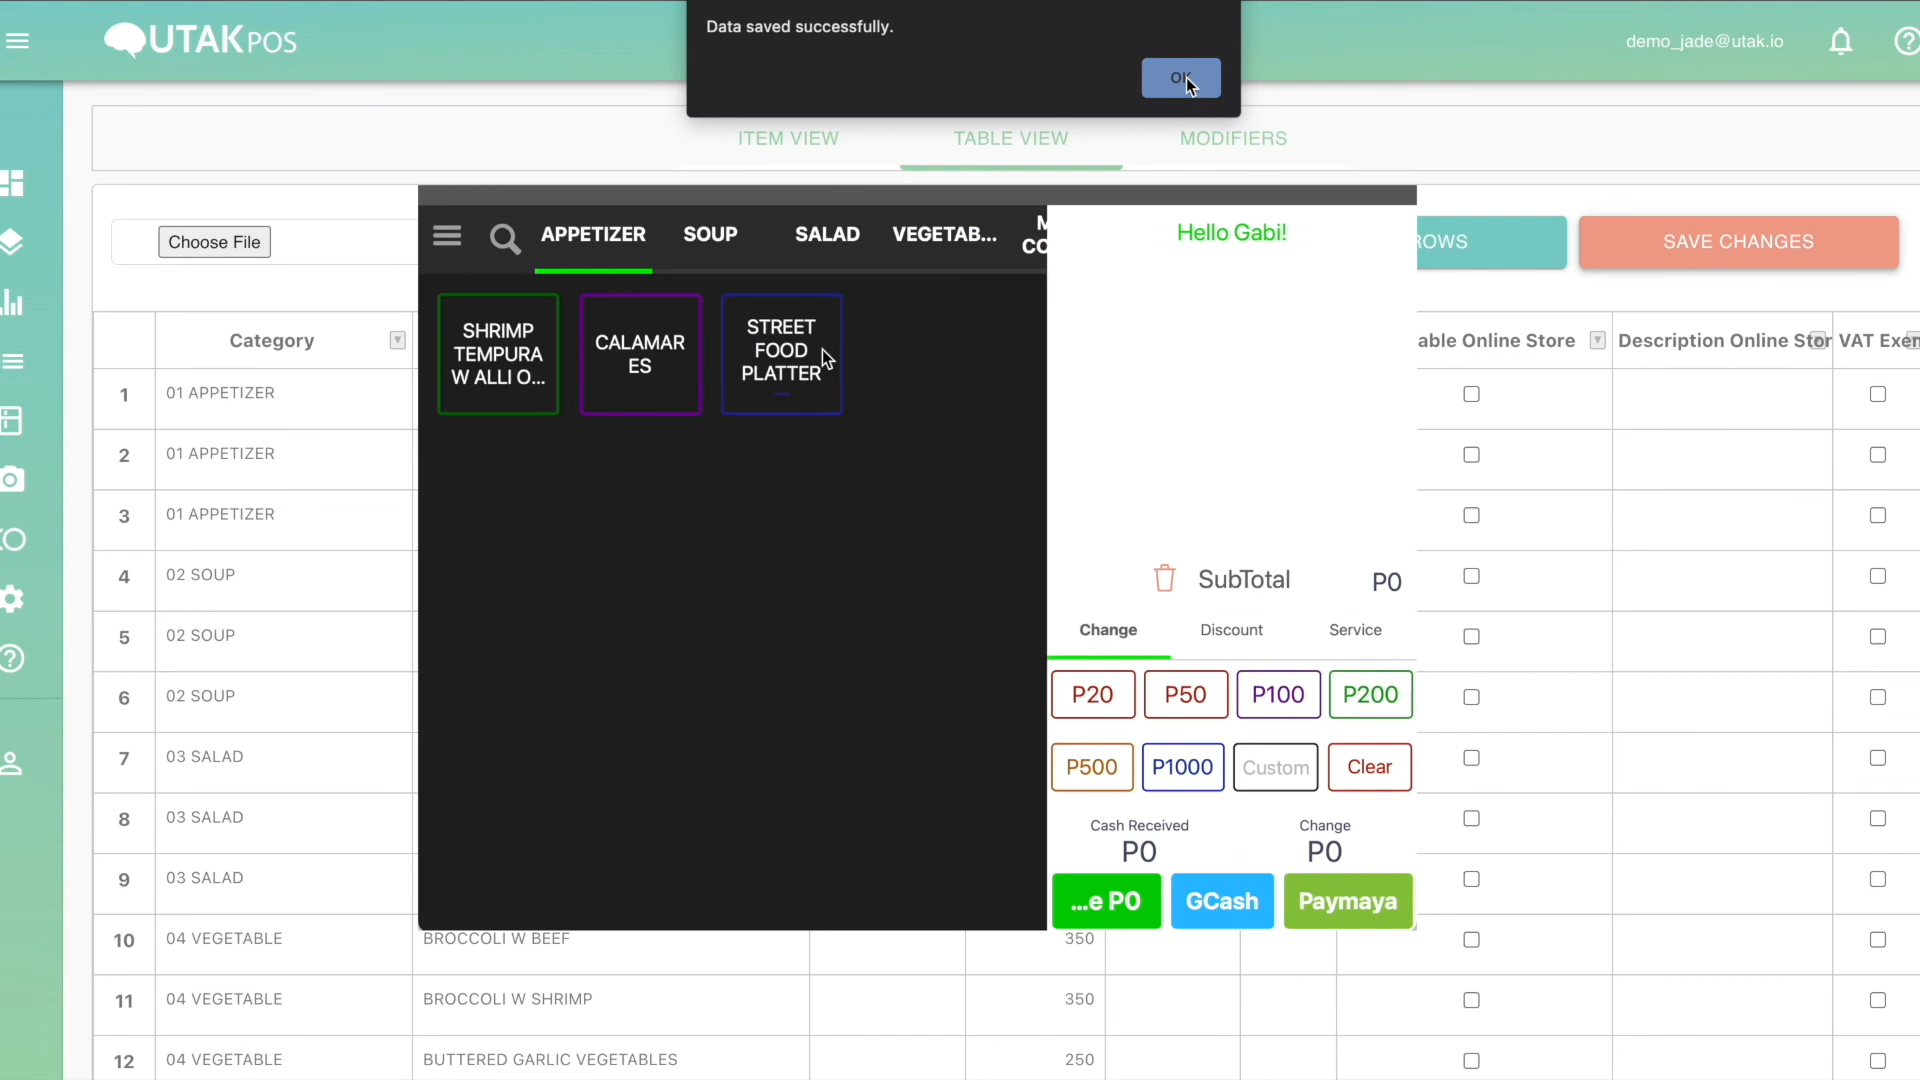 Data saved successfully.
OK
UTAK POS
demo_jade@utak.io
ITEM VIEW
TABLE VIEW
MODIFIERS
Choose File
ROWS
SAVE CHANGES
APPETIZER
SOUP
SALAD
VEGETAB...
Hello Gabi!
SHRIMP
TEMPURA
W ALLI O...
CALAMAR
ES
STREET
FOOD
PLATTER
SubTotal
P0
Change
Discount
Service
P20
P50
P100
P200
P500
P1000
Custom
Clear
Cash Received
P0
Change
P0
...e P0
GCash
Paymaya
Category
able Online Store
Description Online Stor
VAT Exem
1 01 APPETIZER
2 01 APPETIZER
3 01 APPETIZER
4 02 SOUP
5 02 SOUP
6 02 SOUP
7 03 SALAD
8 03 SALAD
9 03 SALAD
10 04 VEGETABLE BROCCOLI W BEEF 350
11 04 VEGETABLE BROCCOLI W SHRIMP 350
12 04 VEGETABLE BUTTERED GARLIC VEGETABLES 250